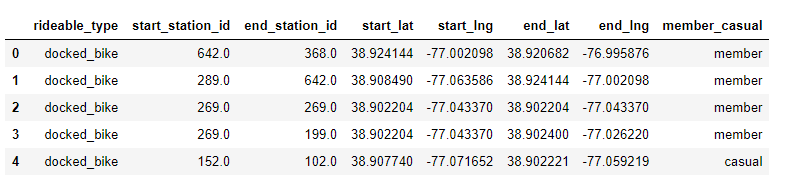 rideable_type start_station_id end_station_id start_lat start_lng end_lat end_lng member_casual
0 docked_bike 642.0 368.0 38.924144 -77.002098 38.920682 -76.995876 member
1 docked_bike 289.0 642.0 38.908490 -77.063586 38.924144 -77.002098 member
2 docked_bike 269.0 269.0 38.902204 -77.043370 38.902204 -77.043370 member
3 docked_bike 269.0 199.0 38.902204 -77.043370 38.902400 -77.026220 member
4 docked_bike 152.0 102.0 38.907740 -77.071652 38.902221 -77.059219 casual